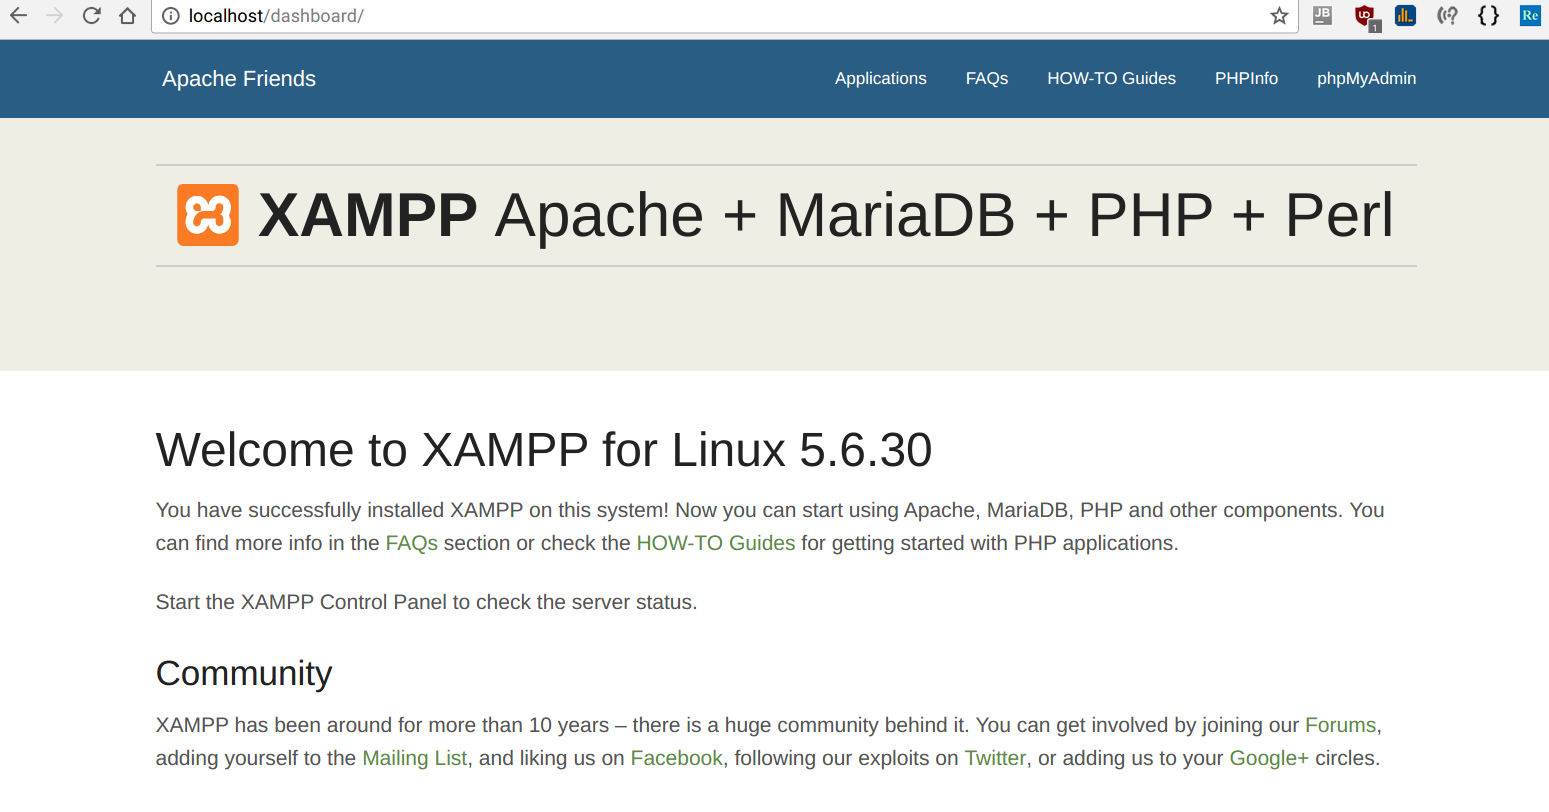 localhost/dashboard/
JB
1
Re
Apache Friends
Applications
FAQs
HOW-TO Guides
PHPInfo
phpMyAdmin
XAMPP Apache + MariaDB + PHP + Perl
Welcome to XAMPP for Linux 5.6.30
You have successfully installed XAMPP on this system! Now you can start using Apache, MariaDB, PHP and other components. You
can find more info in the FAQs section or check the HOW-TO Guides for getting started with PHP applications.
Start the XAMPP Control Panel to check the server status.
Community
XAMPP has been around for more than 10 years – there is a huge community behind it. You can get involved by joining our Forums,
adding yourself to the Mailing List, and liking us on Facebook, following our exploits on Twitter, or adding us to your Google+ circles.